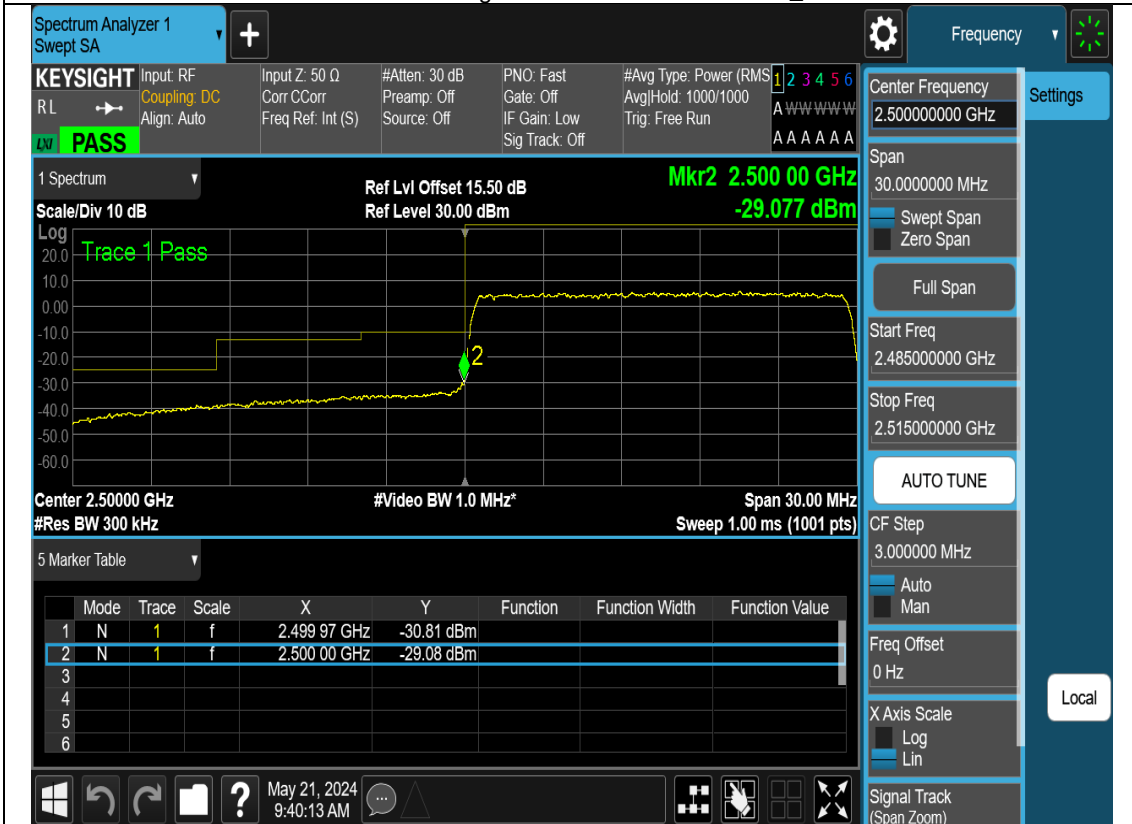 Spectrum Analyzer 1
Swept SA
+
Frequency
KEYSIGHT
R L
LXI
PASS
Input: RF
Coupling: DC
Align: Auto
Input Z: 50 Ω
Corr CCorr
Freq Ref: Int (S)
#Atten: 30 dB
Preamp: Off
Source: Off
PNO: Fast
Gate: Off
IF Gain: Low
Sig Track: Off
#Avg Type: Power (RMS
Avg|Hold: 1000/1000
Trig: Free Run
1 2 3 4 5 6
A W W W W W
A A A A A A
1 Spectrum
Scale/Div 10 dB
Ref Lvl Offset 15.50 dB
Ref Level 30.00 dBm
Mkr2 2.500 00 GHz
-29.077 dBm
Log
Trace 1 Pass
20.0
10.0
0.00
-10.0
-20.0
-30.0
-40.0
-50.0
-60.0
2
Center 2.50000 GHz
#Video BW 1.0 MHz*
Span 30.00 MHz
#Res BW 300 kHz
Sweep 1.00 ms (1001 pts)
5 Marker Table
Mode Trace Scale X Y Function Function Width Function Value
1 N 1 f 2.499 97 GHz -30.81 dBm
2 N 1 f 2.500 00 GHz -29.08 dBm
3
4
5
6
?
May 21, 2024
9:40:13 AM
Center Frequency
2.500000000 GHz
Settings
Span
30.0000000 MHz
Swept Span
Zero Span
Full Span
Start Freq
2.485000000 GHz
Stop Freq
2.515000000 GHz
AUTO TUNE
CF Step
3.000000 MHz
Auto
Man
Freq Offset
0 Hz
Local
X Axis Scale
Log
Lin
Signal Track
(Span Zoom)